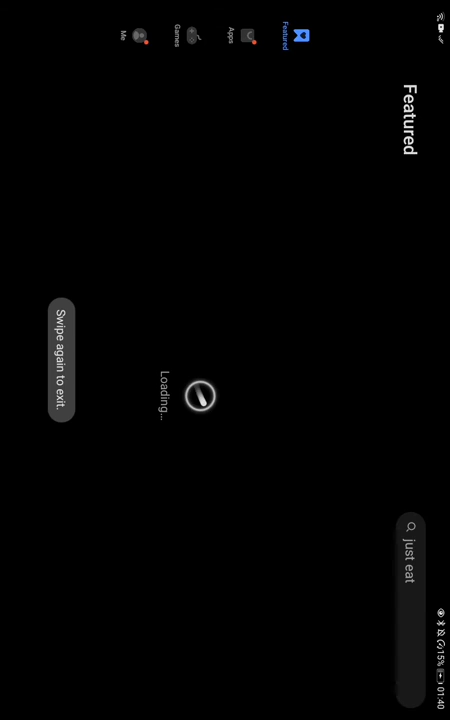 15% 01:40
Featured
just eat
Featured
Apps
Games
Me
Loading...
Swipe again to exit.